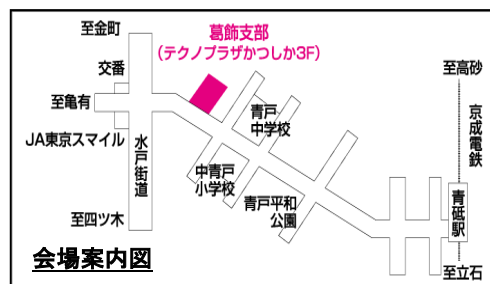 至金町
葛飾支部
（テクノプラザかつしか3F）
交番
至亀有
JA東京スマイル
水戸街道
青戸
中学校
中青戸
小学校
青戸平和
公園
至四ツ木
至高砂
京成電鉄
青砥駅
至立石
会場案内図